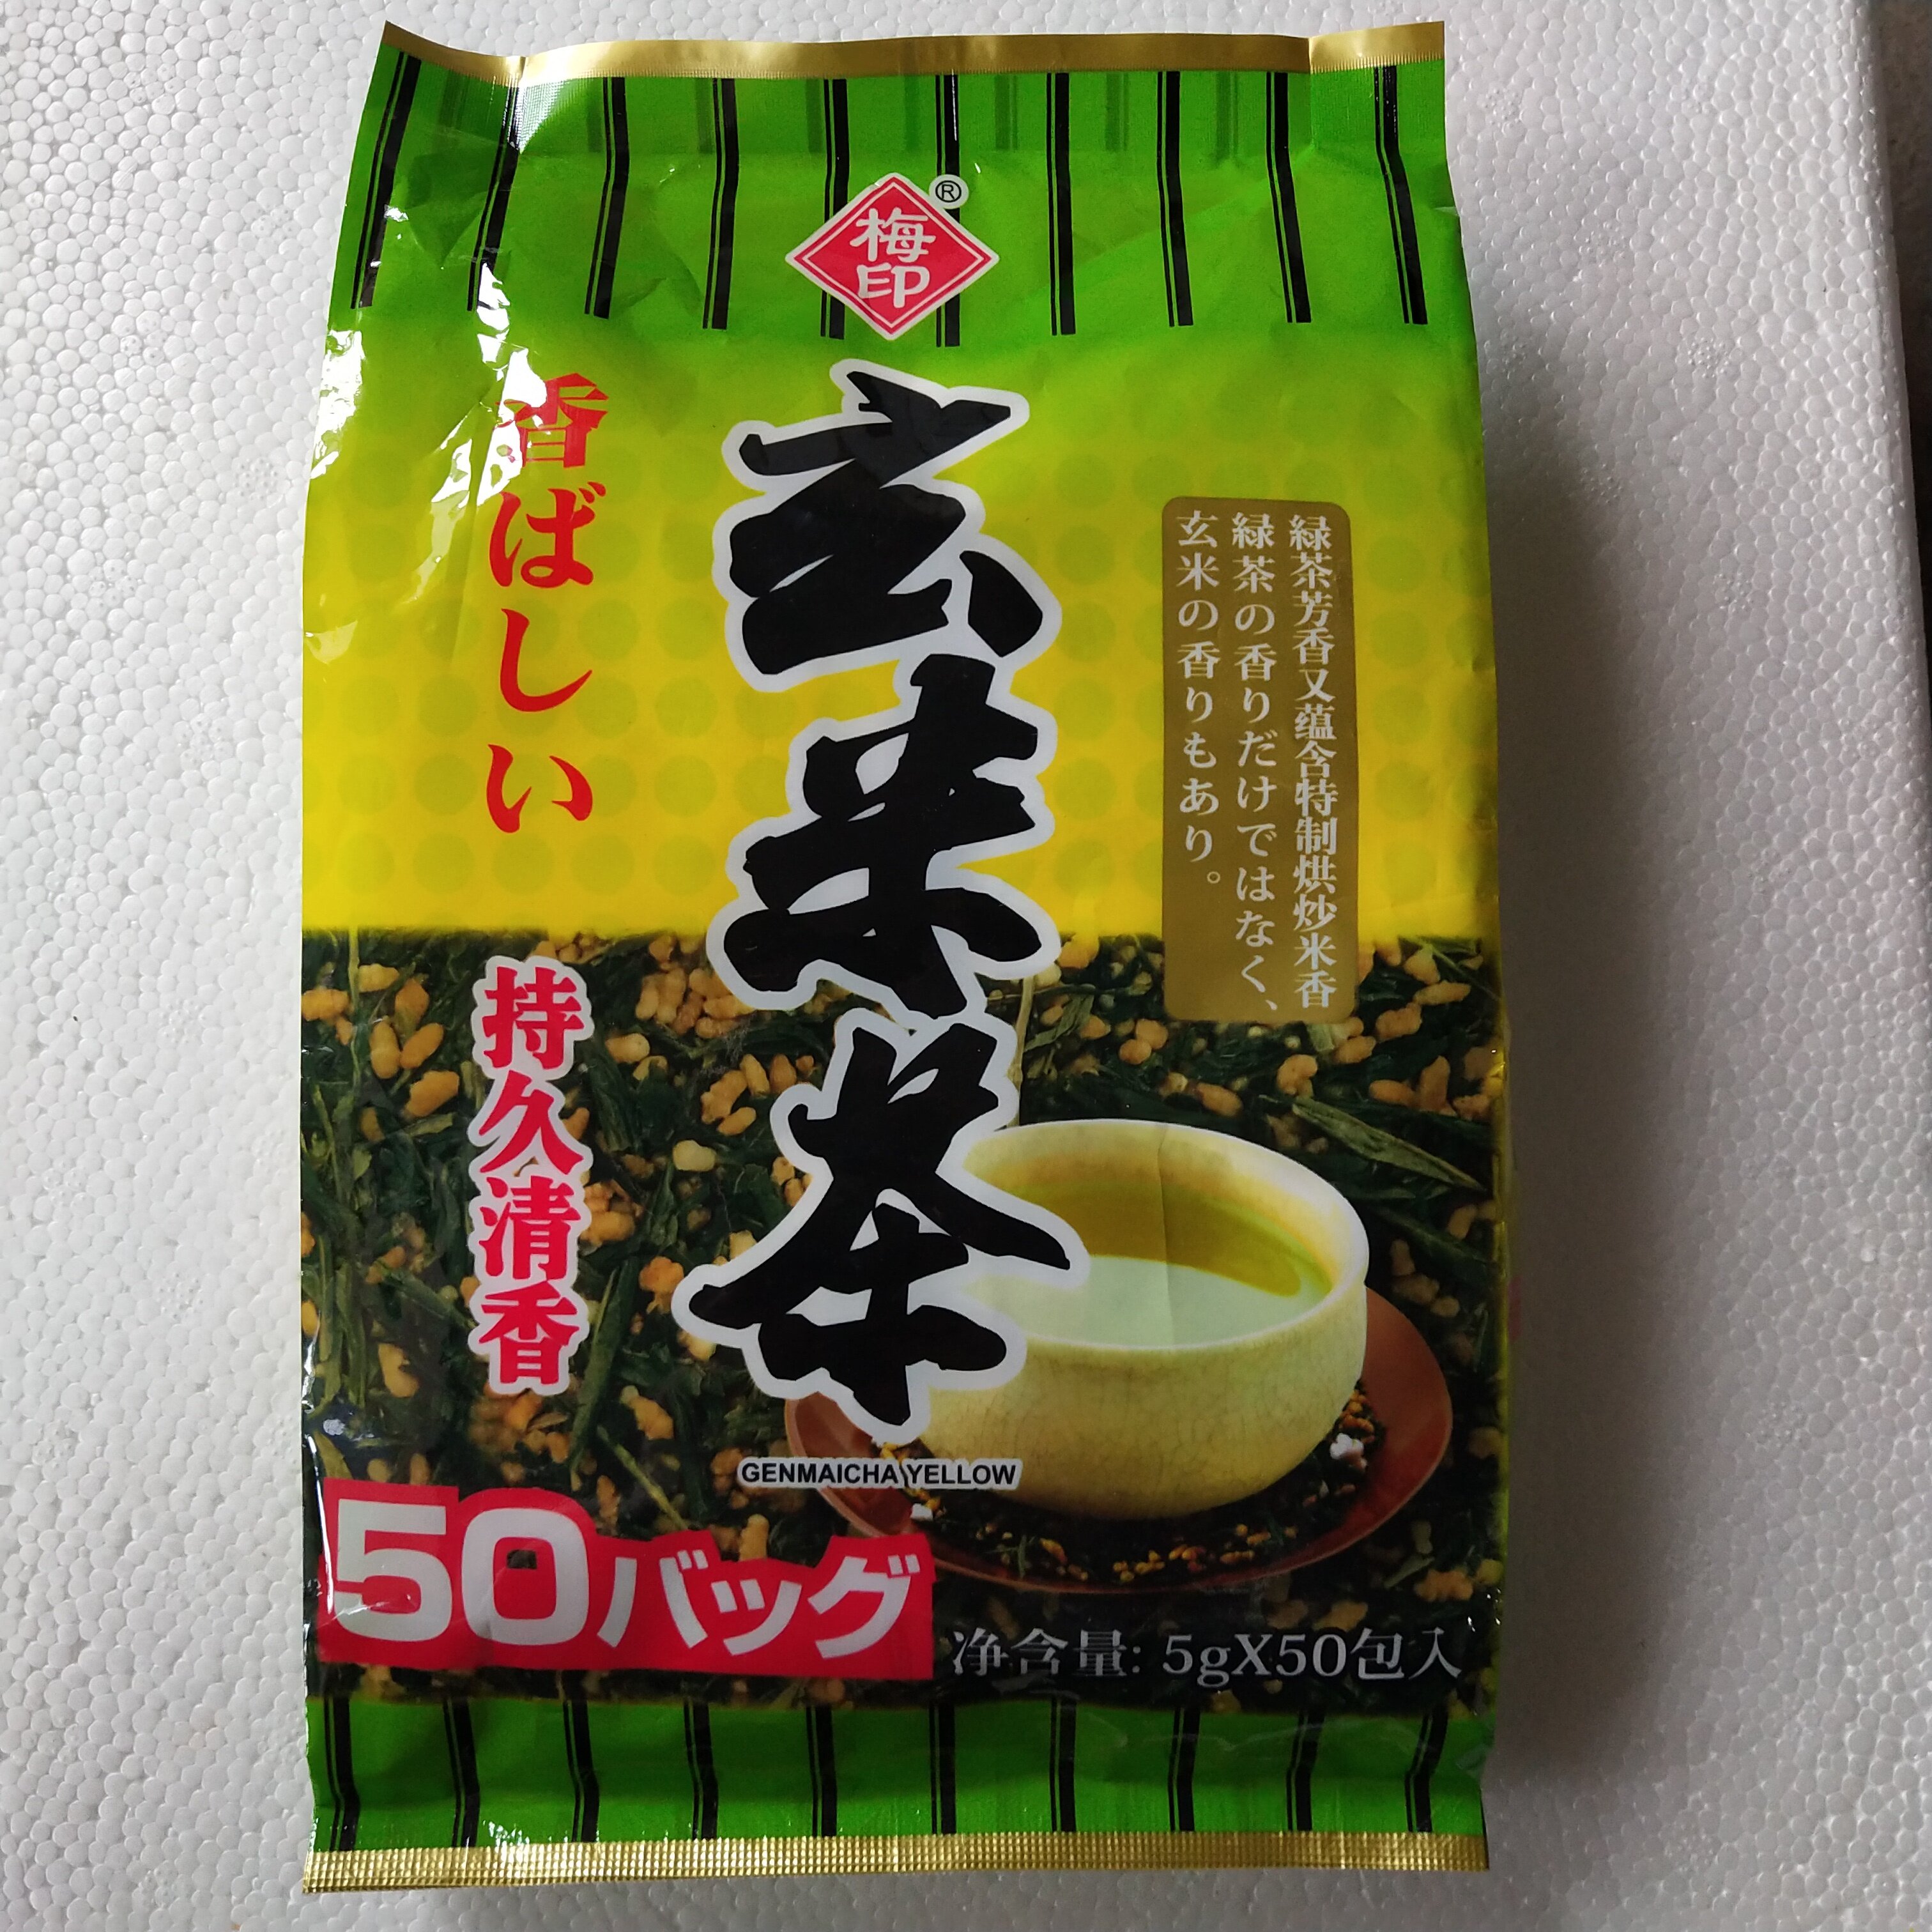 梅
印
®
玄米茶
緑茶芳香又蕴含特制烘炒米香
緑茶の香りだけではなく、
玄米の香りもあり。
香ばしい
持久清香
GENMAICHA YELLOW
50バッグ
净含量: 5gX50包入